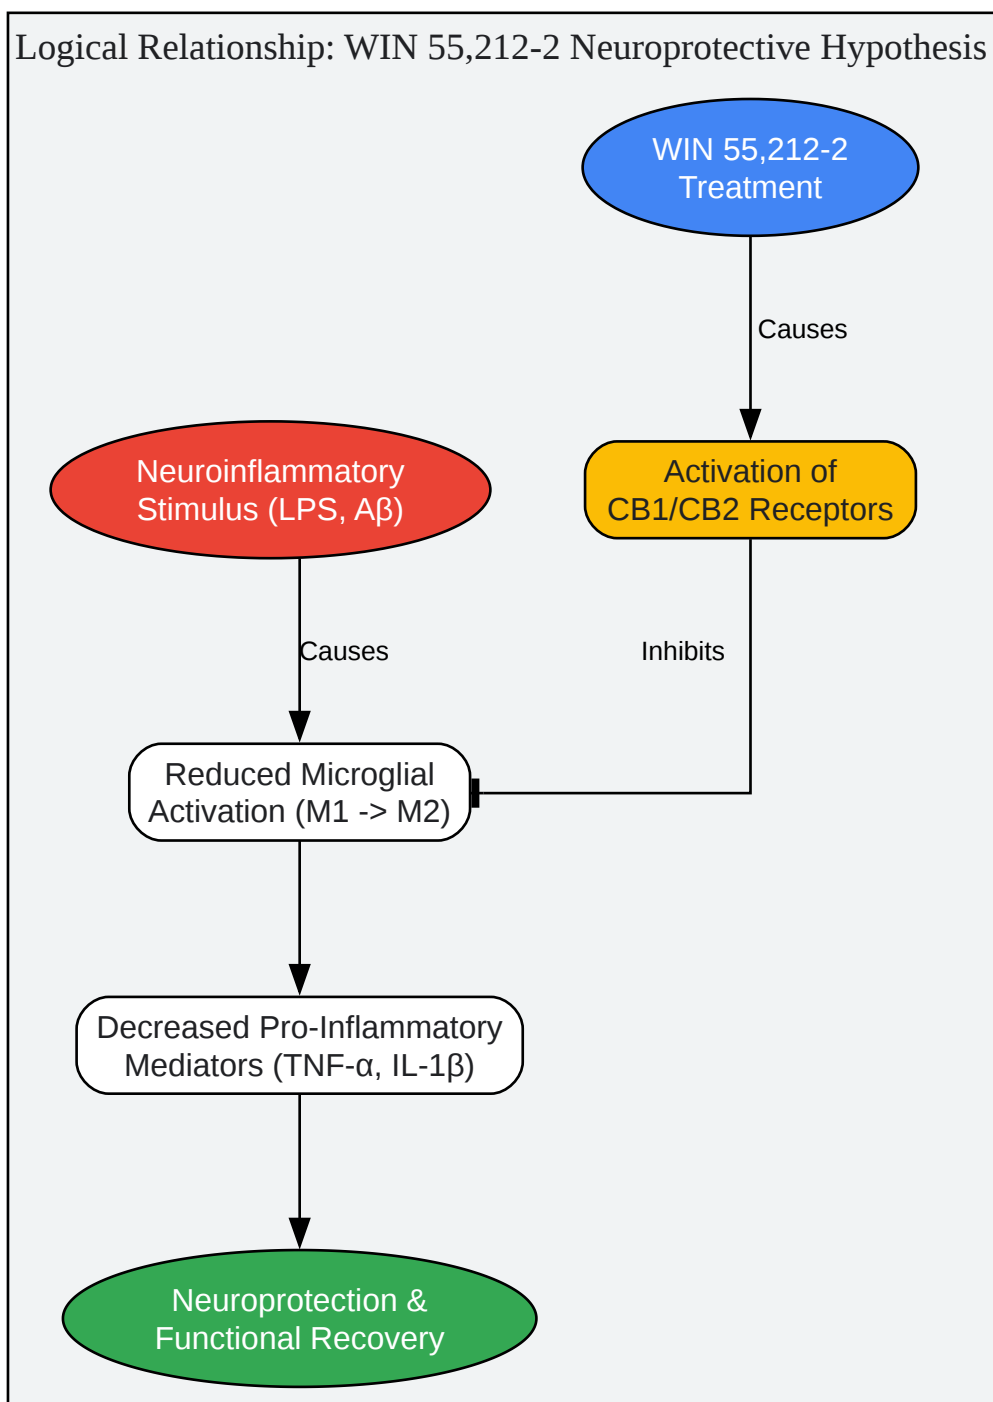 Logical Relationship: WIN 55,212-2 Neuroprotective Hypothesis
WIN 55,212-2
Treatment
Causes
Neuroinflammatory
Stimulus (LPS, Aβ)
Activation of
CB1/CB2 Receptors
Causes
Inhibits
Reduced Microglial
Activation (M1 -> M2)
Decreased Pro-Inflammatory
Mediators (TNF-α, IL-1β)
Neuroprotection &
Functional Recovery